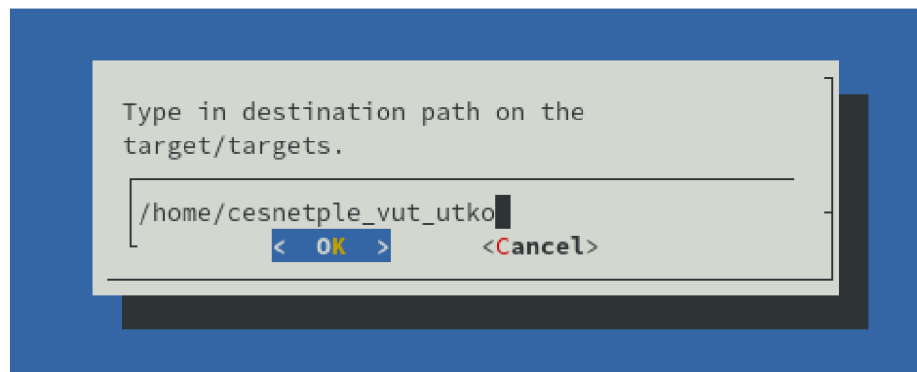 Type in destination path on the
target/targets.
/home/cesnetple_vut_utko
<  OK  > <Cancel>